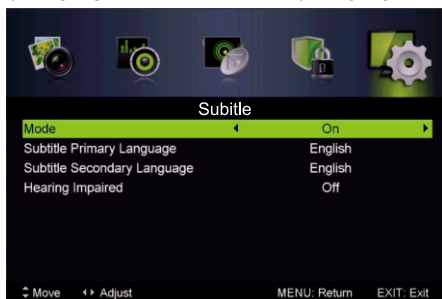 Subitle
Mode On
Subtitle Primary Language English
Subtitle Secondary Language English
Hearing Impaired Off
Move Adjust MENU: Return EXIT: Exit